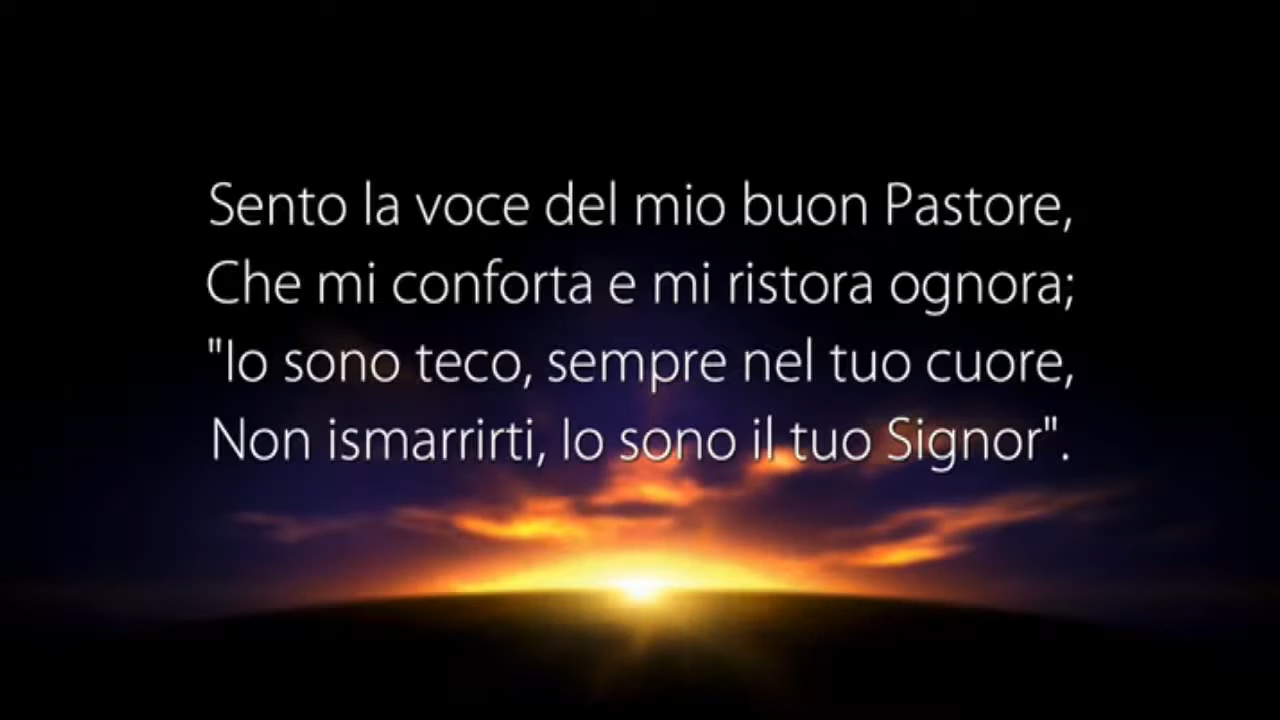 Sento la voce del mio buon Pastore,
Che mi conforta e mi ristora ognora;
"Io sono teco, sempre nel tuo cuore,
Non ismarrirti, Io sono il tuo Signor".